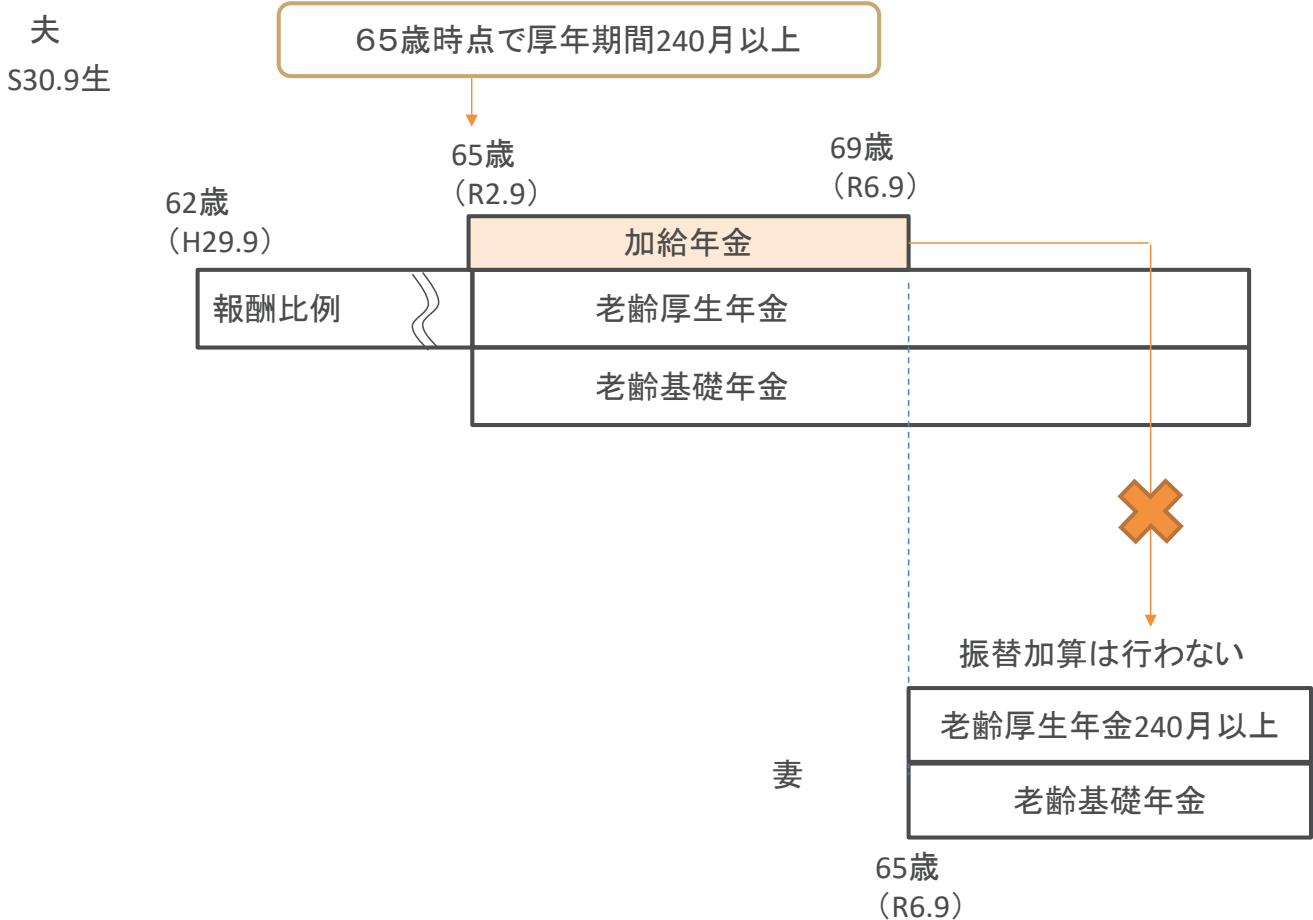 夫
S30.9生
６５歳時点で厚年期間240月以上
65歳
（R2.9）
69歳
（R6.9）
62歳
（H29.9）
加給年金
報酬比例
老齢厚生年金
老齢基礎年金
振替加算は行わない
老齢厚生年金240月以上
妻
老齢基礎年金
65歳
（R6.9）